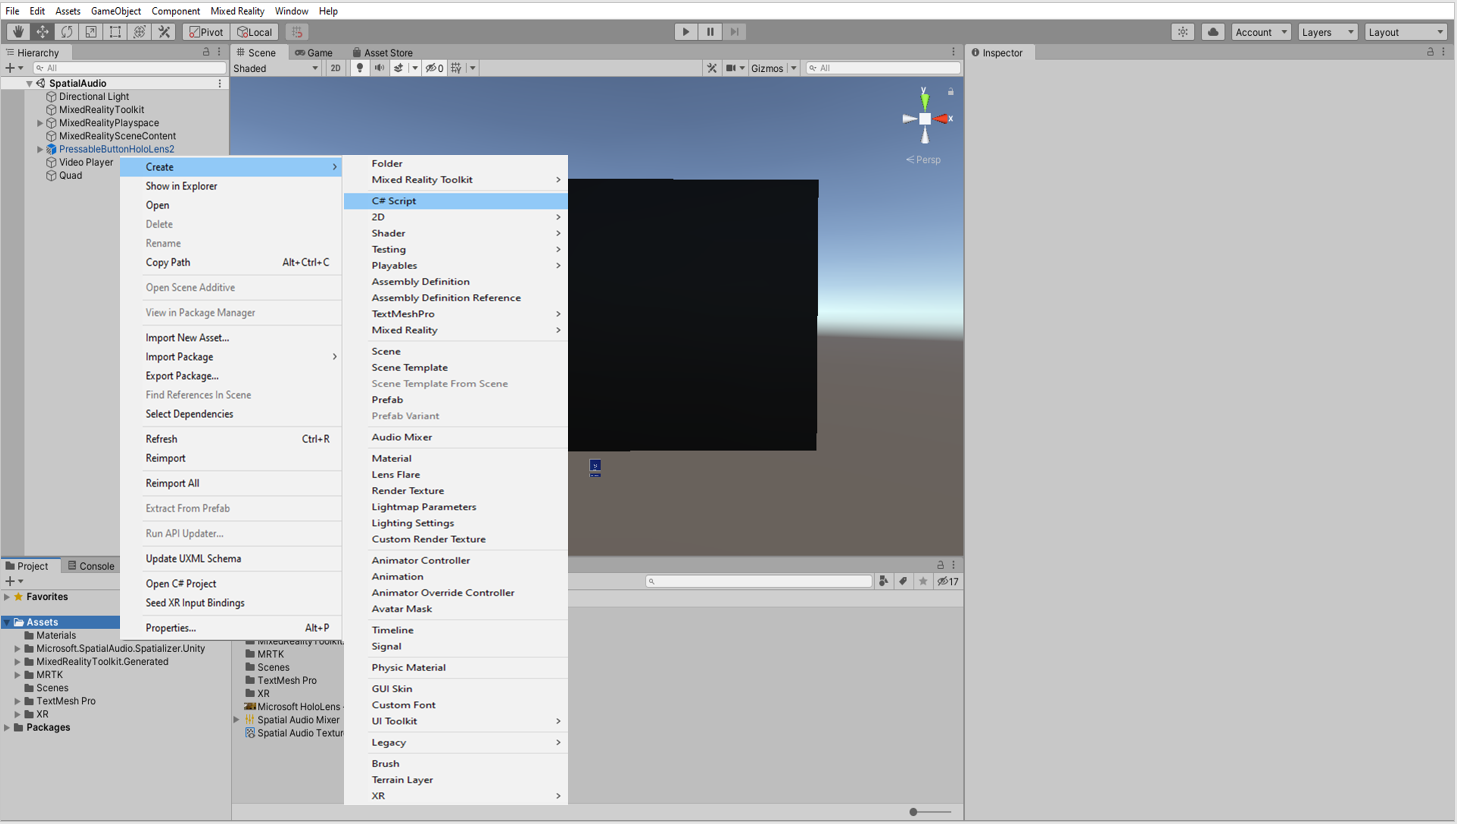 File Edit Assets GameObject Component Mixed Reality Window Help
Pivot Local Account Layers Layout
Hierarchy Scene Game Asset Store Inspector
All Shaded 2D 0 Gizmos All
SpatialAudio
Directional Light
MixedRealityToolkit
MixedRealityPlayspace
MixedRealitySceneContent
PressableButtonHoloLens2
Video Player
Quad
y
x
Persp
Create
Show in Explorer
Open
Delete
Rename
Copy Path Alt+Ctrl+C
Open Scene Additive
View in Package Manager
Import New Asset...
Import Package
Export Package...
Find References In Scene
Select Dependencies
Refresh Ctrl+R
Reimport
Reimport All
Extract From Prefab
Run API Updater...
Update UXML Schema
Open C# Project
Seed XR Input Bindings
Properties... Alt+P
Folder
Mixed Reality Toolkit
C# Script
2D
Shader
Testing
Playables
Assembly Definition
Assembly Definition Reference
TextMeshPro
Mixed Reality
Scene
Scene Template
Scene Template From Scene
Prefab
Prefab Variant
Audio Mixer
Material
Lens Flare
Render Texture
Lightmap Parameters
Lighting Settings
Custom Render Texture
Animator Controller
Animation
Animator Override Controller
Avatar Mask
Timeline
Signal
Physic Material
GUI Skin
Custom Font
UI Toolkit
Legacy
Brush
Terrain Layer
XR
Project Console
17
Favorites
Assets
Materials
Microsoft.SpatialAudio.Spatializer.Unity
MixedRealityToolkit.Generated
MRTK
Scenes
TextMesh Pro
XR
Packages
MixedRealityToolkit.
MRTK
Scenes
TextMesh Pro
XR
Microsoft HoloLens -
Spatial Audio Mixer
Spatial Audio Textur